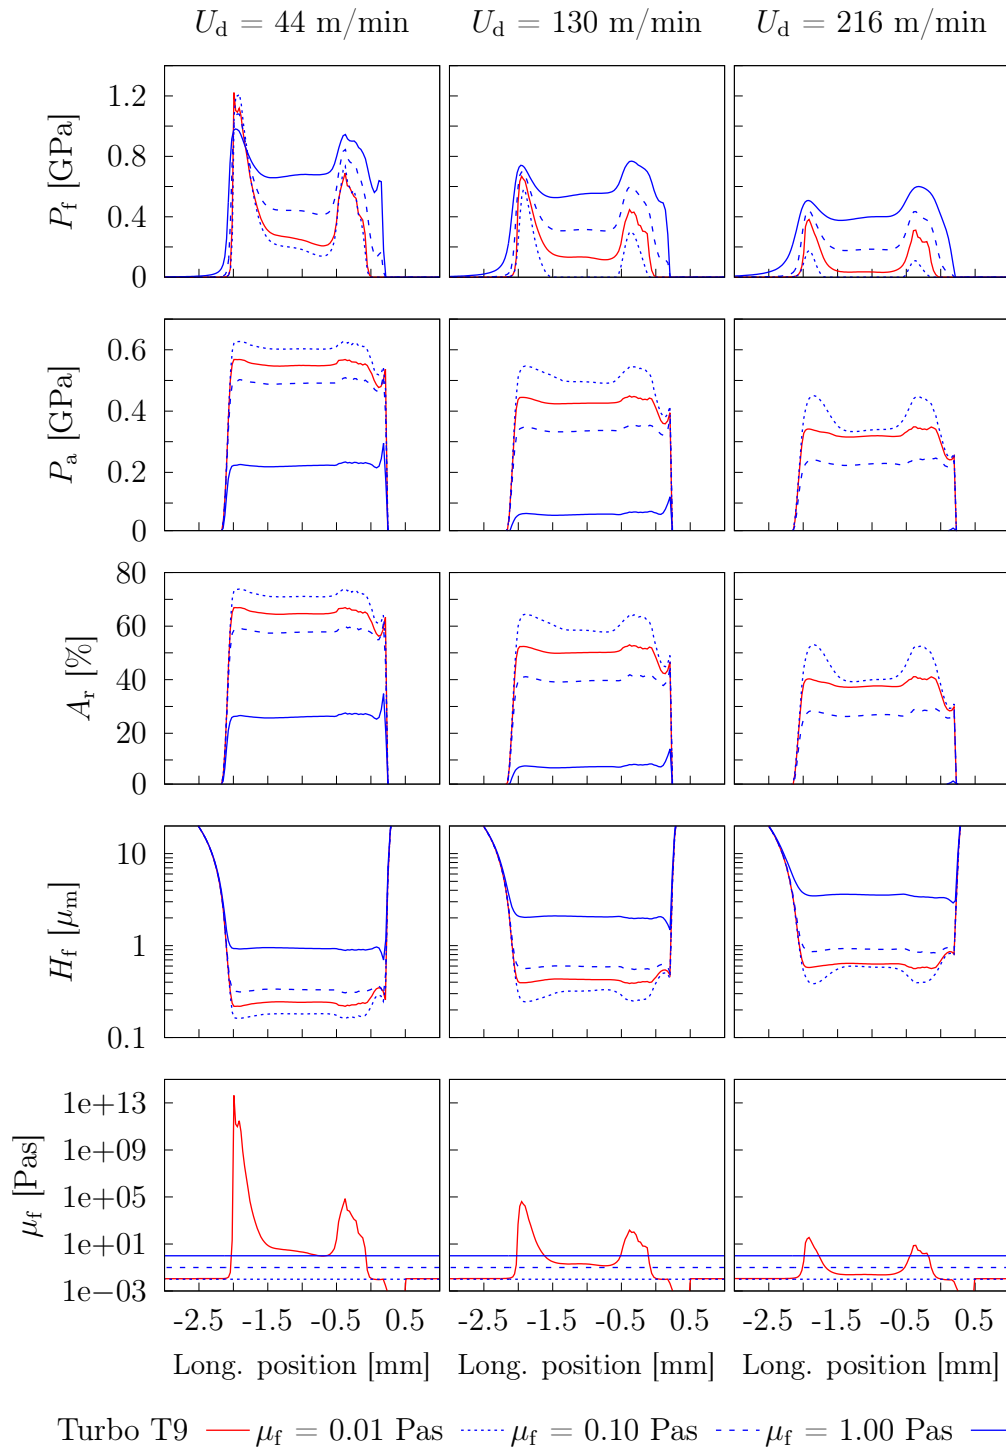 U_d = 44 m/min U_d = 130 m/min U_d = 216 m/min
P_f [GPa]
1.2
0.8
0.4
0
P_a [GPa]
0.6
0.4
0.2
0
A_r [%]
80
60
40
20
0
H_f [μ_m]
10
1
0.1
μ_f [Pas]
1e+13
1e+09
1e+05
1e+01
1e−03
-2.5 -1.5 -0.5 0.5 -2.5 -1.5 -0.5 0.5 -2.5 -1.5 -0.5 0.5
Long. position [mm] Long. position [mm] Long. position [mm]
Turbo T9 μ_f = 0.01 Pas μ_f = 0.10 Pas μ_f = 1.00 Pas